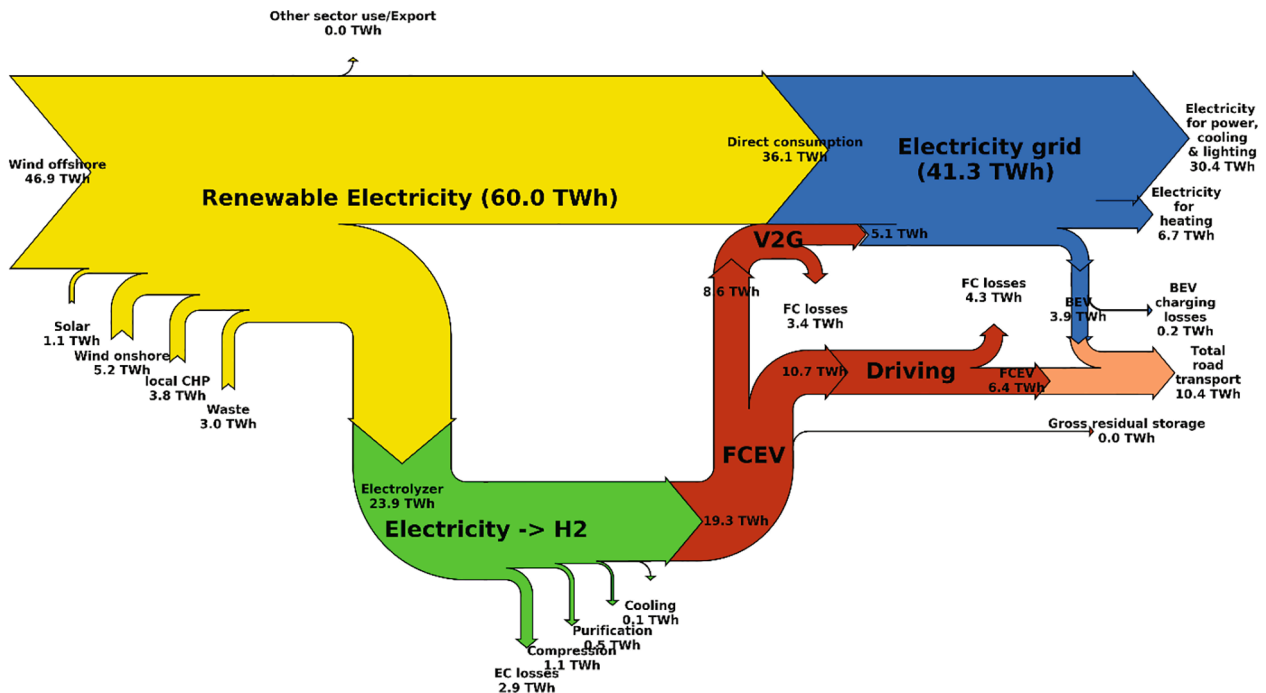 Other sector use/Export
0.0 TWh
Wind offshore
46.9 TWh
Renewable Electricity (60.0 TWh)
Direct consumption
36.1 TWh
Electricity grid
(41.3 TWh)
Electricity
for power,
cooling
& lighting
30.4 TWh
Electricity
for
heating
6.7 TWh
V2G
5.1 TWh
8.6 TWh
FC losses
3.4 TWh
FC losses
4.3 TWh
BEV
3.9 TWh
BEV
charging
losses
0.2 TWh
Solar
1.1 TWh
Wind onshore
5.2 TWh
local CHP
3.8 TWh
Waste
3.0 TWh
10.7 TWh
Driving
FCEV
6.4 TWh
Total
road
transport
10.4 TWh
Gross residual storage
0.0 TWh
FCEV
19.3 TWh
Electrolyzer
23.9 TWh
Electricity -> H2
Cooling
0.1 TWh
Purification
0.5 TWh
Compression
1.1 TWh
EC losses
2.9 TWh